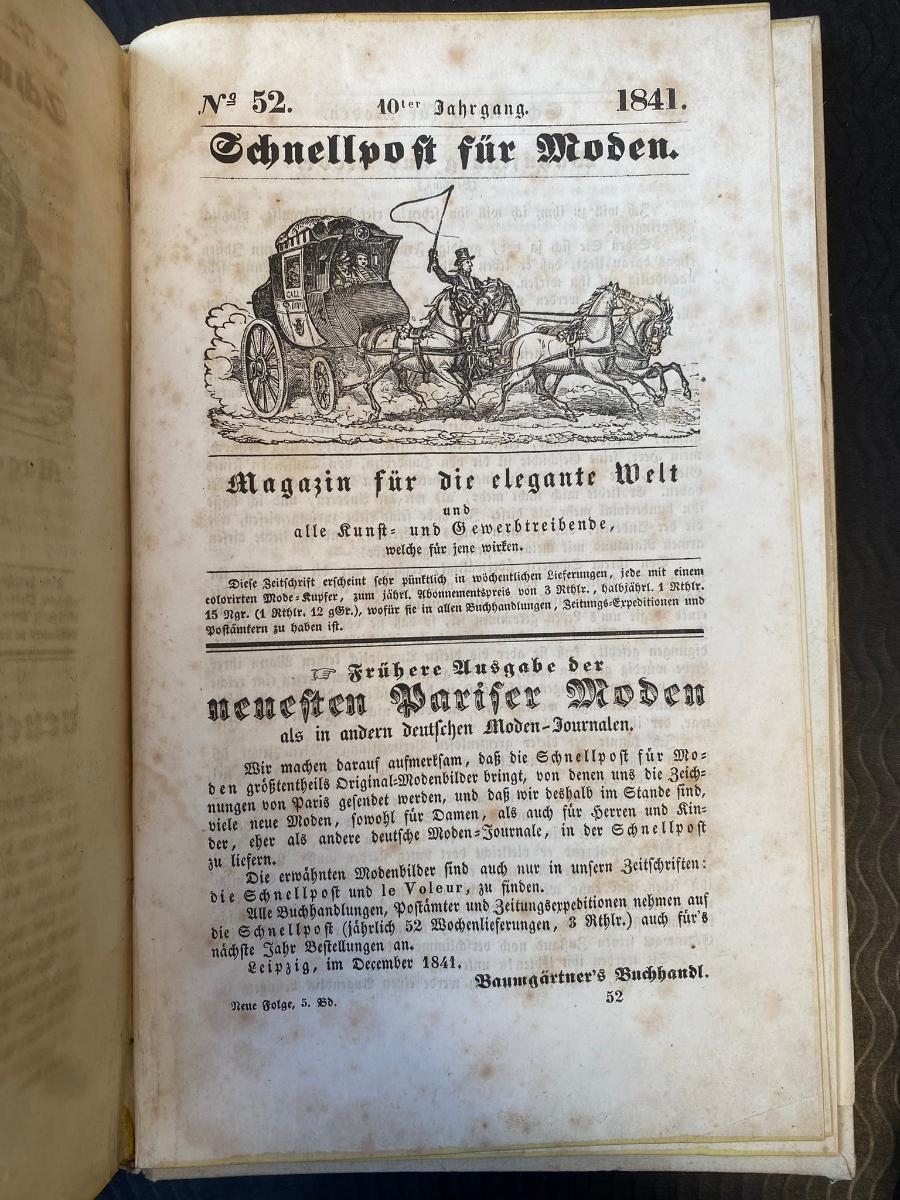 No 52. 10ter Jahrgang. 1841.
Schnellpost für Moden.
Magazin für die elegante Welt
und
alle Kunst- und Gewerbtreibende,
welche für jene wirken.
Diese Zeitschrift erscheint sehr pünktlich in wöchentlichen Lieferungen, jede mit einem
colorirten Mode-Kupfer, zum jährl. Abonnementspreis von 3 Rthlr., halbjährl. 1 Rthlr.
15 Ngr. (1 Rthlr. 12 gGr.), wofür sie in allen Buchhandlungen, Zeitungs-Expeditionen und
Postämtern zu haben ist.
☞ Frühere Ausgabe der
neuesten Pariser Moden
als in andern deutschen Moden-Journalen.
Wir machen darauf aufmerksam, daß die Schnellpost für Mo-
den größtentheils Original-Modenbilder bringt, von denen uns die Zeich-
nungen von Paris gesendet werden, und daß wir deshalb im Stande sind,
viele neue Moden, sowohl für Damen, als auch für Herren und Kin-
der, eher als andere deutsche Moden-Journale, in der Schnellpost
zu liefern.
Die erwähnten Modenbilder sind auch nur in unsern Zeitschriften:
die Schnellpost und le Voleur, zu finden.
Alle Buchhandlungen, Postämter und Zeitungsexpeditionen nehmen auf
die Schnellpost (jährlich 52 Wochenlieferungen, 3 Rthlr.) auch für's
nächste Jahr Bestellungen an.
Leipzig, im December 1841.
Baumgärtner's Buchhandl.
Neue Folge, 5. Bd. 52